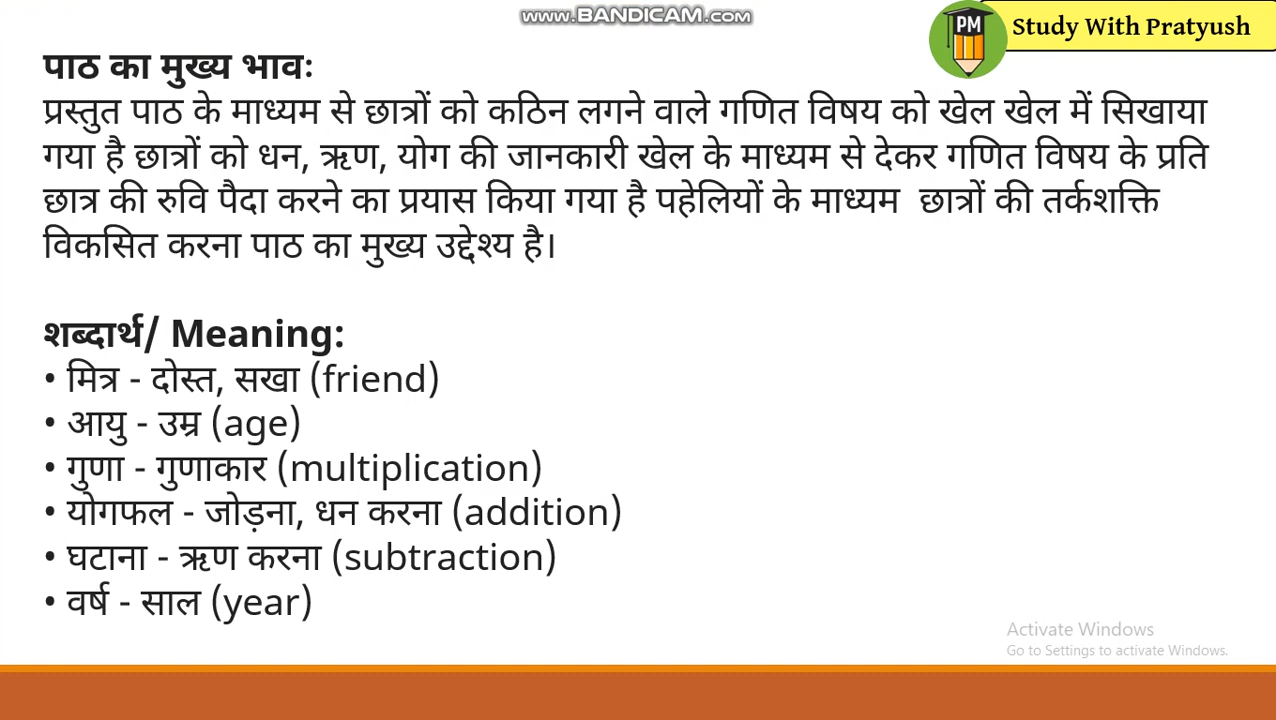 www.BANDICAM.com
PM
Study With Pratyush
पाठ का मुख्य भावः
प्रस्तुत पाठ के माध्यम से छात्रों को कठिन लगने वाले गणित विषय को खेल खेल में सिखाया
गया है छात्रों को धन, ऋण, योग की जानकारी खेल के माध्यम से देकर गणित विषय के प्रति
छात्र की रुवि पैदा करने का प्रयास किया गया है पहेलियों के माध्यम छात्रों की तर्कशक्ति
विकसित करना पाठ का मुख्य उद्देश्य है।
शब्दार्थ/ Meaning:
• मित्र - दोस्त, सखा (friend)
• आयु - उम्र (age)
• गुणा - गुणाकार (multiplication)
• योगफल - जोड़ना, धन करना (addition)
• घटाना - ऋण करना (subtraction)
• वर्ष - साल (year)
Activate Windows
Go to Settings to activate Windows.